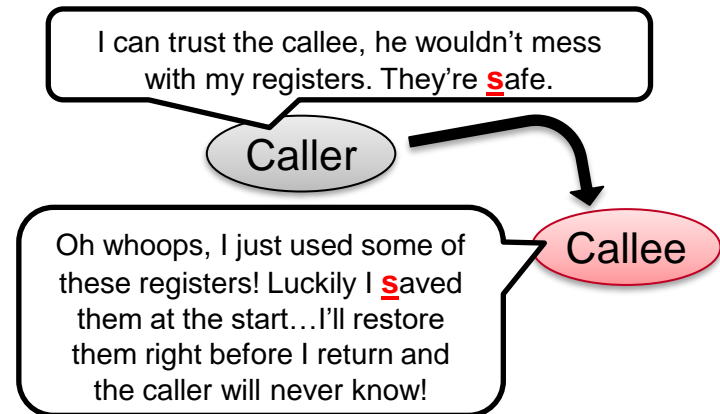 I can trust the callee, he wouldn’t mess
with my registers. They’re safe.
Caller
Callee
Oh whoops, I just used some of
these registers! Luckily I saved
them at the start…I’ll restore
them right before I return and
the caller will never know!